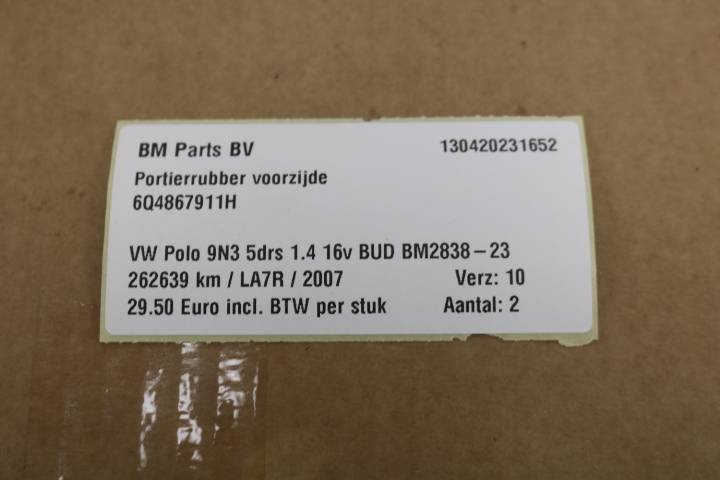 BM Parts BV 130420231652
Portierrubber voorzijde
6Q4867911H
VW Polo 9N3 5drs 1.4 16v BUD BM2838-23
262639 km / LA7R / 2007 Verz: 10
29.50 Euro incl. BTW per stuk Aantal: 2